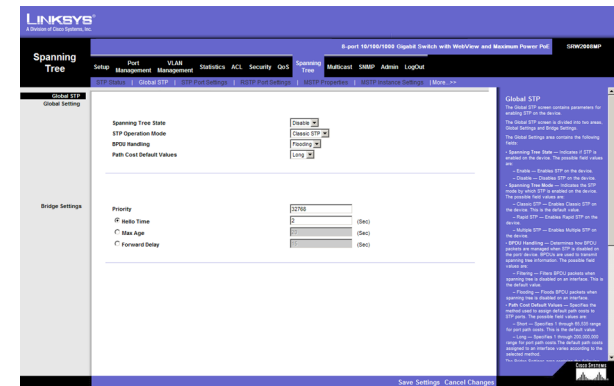 LINKSYS®
A Division of Cisco Systems, Inc.
8-port 10/100/1000 Gigabit Switch with WebView and Maximum Power PoE
SRW2008MP
Spanning Tree
Setup
Port Management
VLAN Management
Statistics
ACL
Security
QoS
Spanning Tree
Multicast
SNMP
Admin
LogOut
STP Status | Global STP | STP Port Settings | RSTP Port Settings | MSTP Properties | MSTP Instance Settings | More...>>
Global STP
Global Setting
Spanning Tree State
Disable
STP Operation Mode
Classic STP
BPDU Handling
Flooding
Path Cost Default Values
Long
Bridge Settings
Priority
32768
Hello Time
2
(Sec)
Max Age
20
(Sec)
Forward Delay
(Sec)
Global STP
The Global STP screen contains parameters for
enabling STP on the device.
The Global STP screen is divided into two areas,
Global Settings and Bridge Settings.
The Global Settings area contains the following
fields:
• Spanning Tree State — Indicates if STP is
enabled on the device. The possible field values
are:
– Enable — Enables STP on the device.
– Disable — Disables STP on the device.
• Spanning Tree Mode — Indicates the STP
mode by which STP is enabled on the device.
The possible field values are:
– Classic STP — Enables Classic STP on
the device. This is the default value.
– Rapid STP — Enables Rapid STP on the
device.
– Multiple STP — Enables Multiple STP on
the device.
• BPDU Handling — Determines how BPDU
packets are managed when STP is disabled on
the port device. BPDUs are used to transmit
spanning tree information. The possible field
values are:
– Filtering — Filters BPDU packets when
spanning tree is disabled on an interface. This is
the default value.
– Flooding — Floods BPDU packets when
spanning tree is disabled on an interface.
• Path Cost Default Values — Specifies the
method used to assign default path costs to
STP ports. The possible field values are:
– Short — Specifies 1 through 65,535 range
for port path costs. This is the default value.
– Long — Specifies 1 through 200,000,000
range for port path costs The default path costs
assigned to an interface varies according to the
selected method.
Save Settings
Cancel Changes
CISCO SYSTEMS